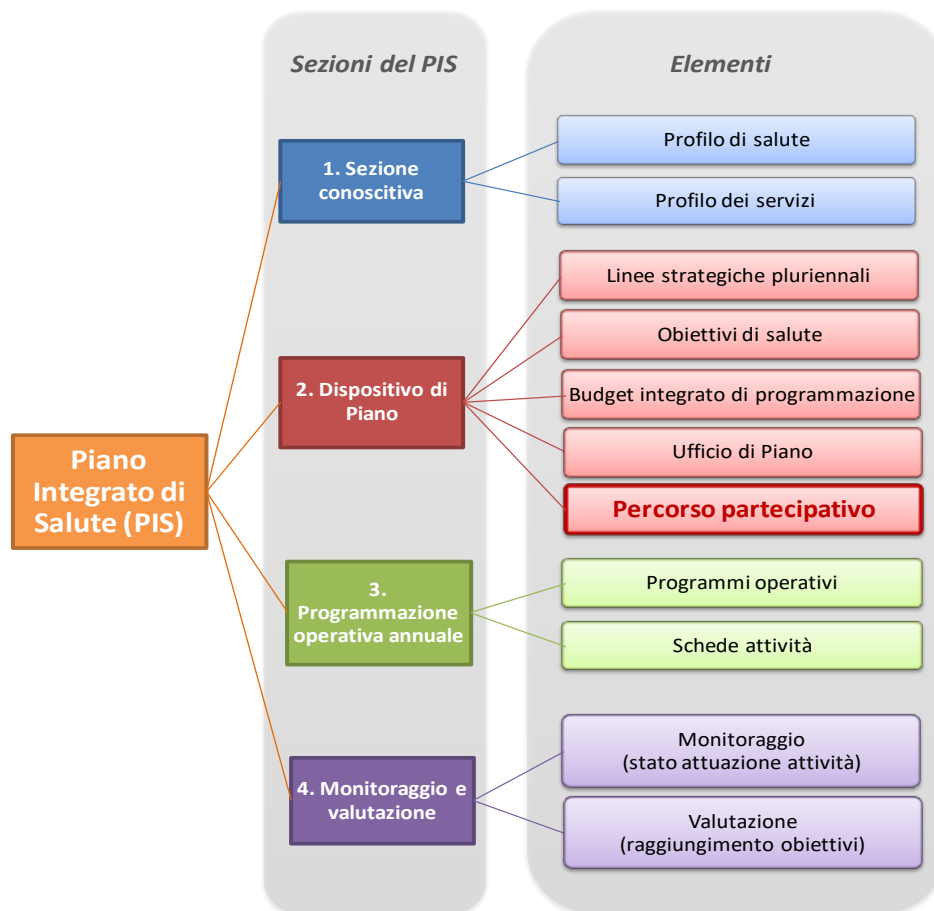 Sezioni del PIS
Elementi
Piano
Integrato di
Salute (PIS)
1. Sezione
conoscitiva
Profilo di salute
Profilo dei servizi
2. Dispositivo di
Piano
Linee strategiche pluriennali
Obiettivi di salute
Budget integrato di programmazione
Ufficio di Piano
Percorso partecipativo
3.
Programmazione
operativa annuale
Programmi operativi
Schede attività
4. Monitoraggio e
valutazione
Monitoraggio
(stato attuazione attività)
Valutazione
(raggiungimento obiettivi)